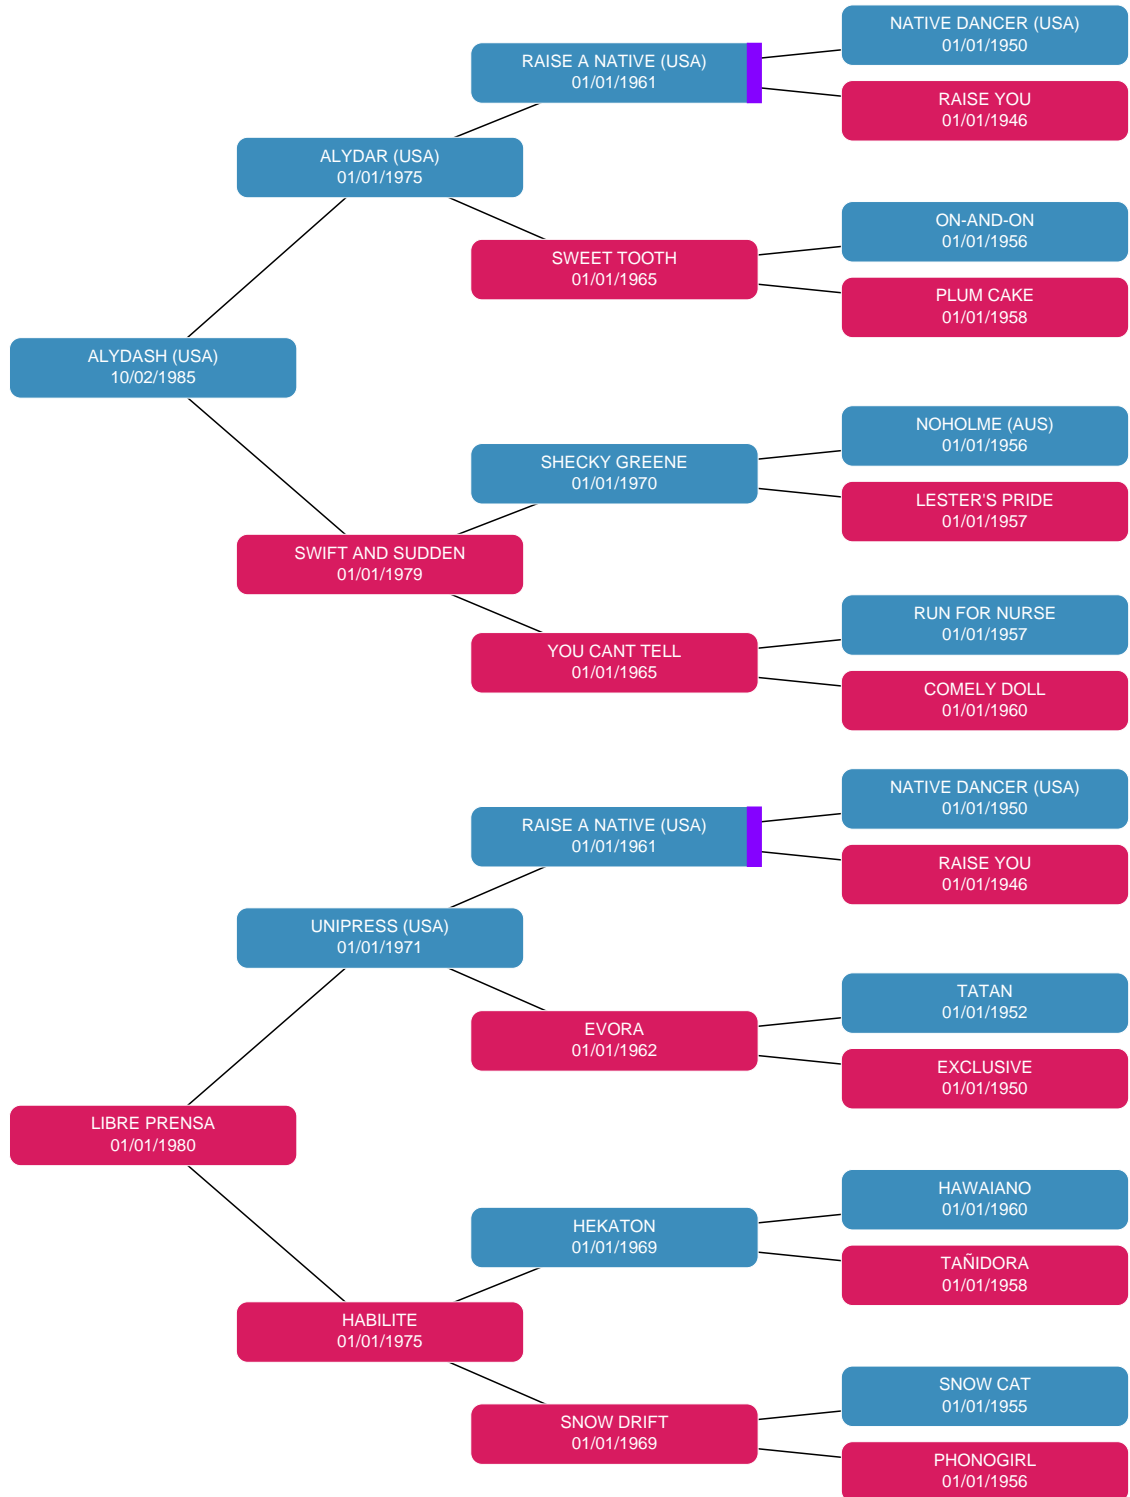 NATIVE DANCER (USA)
01/01/1950
RAISE A NATIVE (USA)
01/01/1961
RAISE YOU
01/01/1946
ALYDAR (USA)
01/01/1975
ON-AND-ON
01/01/1956
SWEET TOOTH
01/01/1965
PLUM CAKE
01/01/1958
ALYDASH (USA)
10/02/1985
NOHOLME (AUS)
01/01/1956
SHECKY GREENE
01/01/1970
LESTER'S PRIDE
01/01/1957
SWIFT AND SUDDEN
01/01/1979
RUN FOR NURSE
01/01/1957
YOU CANT TELL
01/01/1965
COMELY DOLL
01/01/1960
NATIVE DANCER (USA)
01/01/1950
RAISE A NATIVE (USA)
01/01/1961
RAISE YOU
01/01/1946
UNIPRESS (USA)
01/01/1971
TATAN
01/01/1952
EVORA
01/01/1962
EXCLUSIVE
01/01/1950
LIBRE PRENSA
01/01/1980
HAWAIANO
01/01/1960
HEKATON
01/01/1969
TAÑIDORA
01/01/1958
HABILITE
01/01/1975
SNOW CAT
01/01/1955
SNOW DRIFT
01/01/1969
PHONOGIRL
01/01/1956